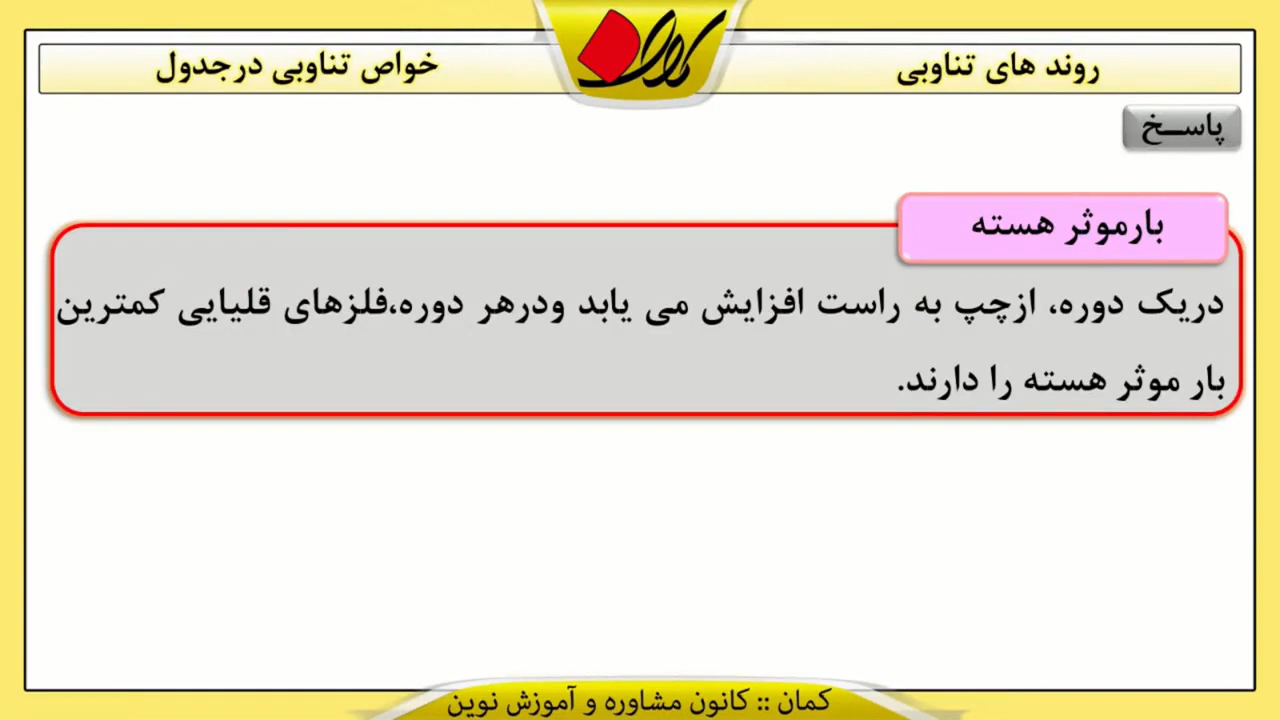 روند های تناوبی
کمان
خواص تناوبی درجدول
پاســخ
بارموثر هسته
دریک دوره، ازچپ به راست افزایش می یابد ودرهر دوره،فلزهای قلیایی کمترین
بار موثر هسته را دارند.
کمان :: کانون مشاوره و آموزش نوین